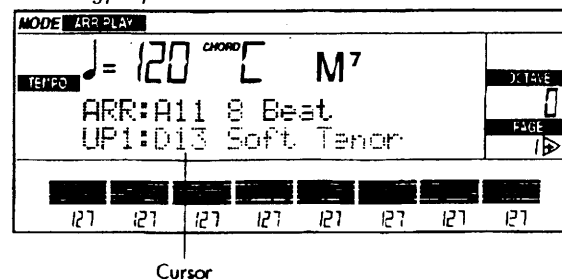 MODE ARR PLAY
TEMPO ♩= 120 CHORD C M7
OCTAVE
0
ARR:A11 8 Beat
PAGE
UP1:D13 Soft Tenor
1
127 127 127 127 127 127 127 127
Cursor